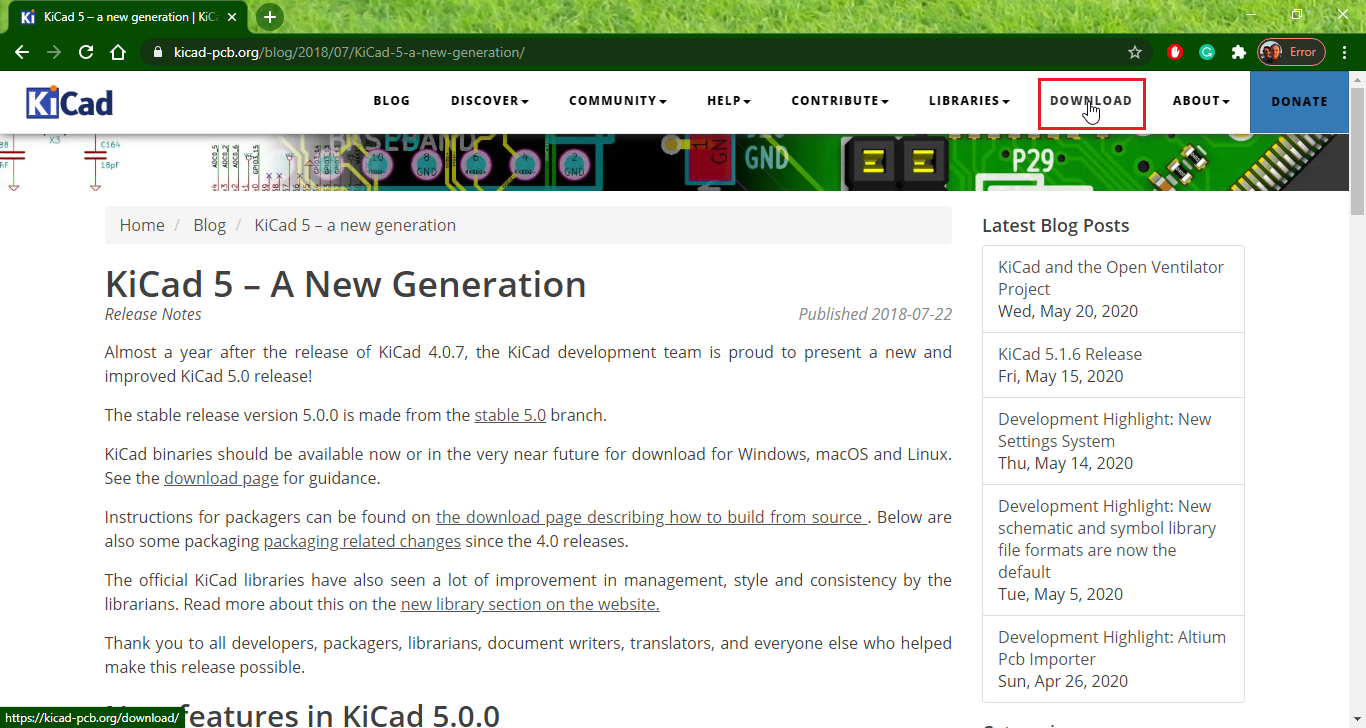 KiCad 5 – a new generation | KiCa
kicad-pcb.org/blog/2018/07/KiCad-5-a-new-generation/
Error
KiCad
BLOG
DISCOVER
COMMUNITY
HELP
CONTRIBUTE
LIBRARIES
DOWNLOAD
ABOUT
DONATE
X3
C164
18pF
BASEBAND
10
8
6
4
2
GND
GND
GND
GN
P29
Home / Blog / KiCad 5 – a new generation
KiCad 5 – A New Generation
Release Notes
Published 2018-07-22
Almost a year after the release of KiCad 4.0.7, the KiCad development team is proud to present a new and
improved KiCad 5.0 release!
The stable release version 5.0.0 is made from the stable 5.0 branch.
KiCad binaries should be available now or in the very near future for download for Windows, macOS and Linux.
See the download page for guidance.
Instructions for packagers can be found on the download page describing how to build from source . Below are
also some packaging packaging related changes since the 4.0 releases.
The official KiCad libraries have also seen a lot of improvement in management, style and consistency by the
librarians. Read more about this on the new library section on the website.
Thank you to all developers, packagers, librarians, document writers, translators, and everyone else who helped
make this release possible.
features in KiCad 5.0.0
Latest Blog Posts
KiCad and the Open Ventilator
Project
Wed, May 20, 2020
KiCad 5.1.6 Release
Fri, May 15, 2020
Development Highlight: New
Settings System
Thu, May 14, 2020
Development Highlight: New
schematic and symbol library
file formats are now the
default
Tue, May 5, 2020
Development Highlight: Altium
Pcb Importer
Sun, Apr 26, 2020
https://kicad-pcb.org/download/